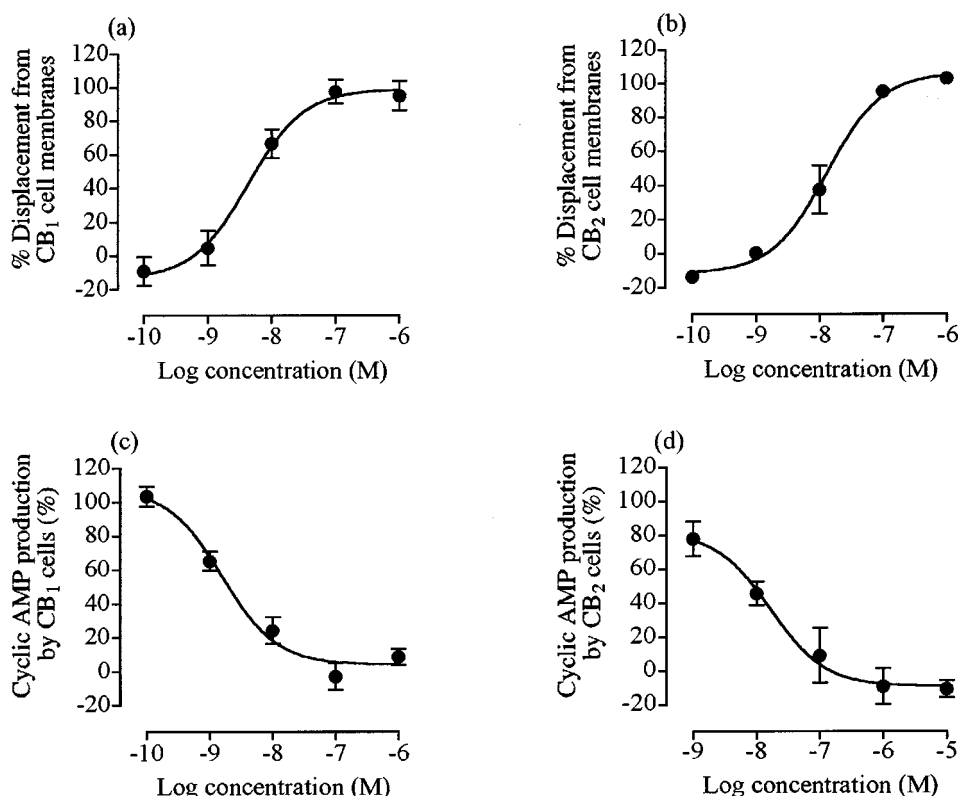 (a)
% Displacement from
CB₁ cell membranes
120
100
80
60
40
20
0
-20
-10 -9 -8 -7 -6
Log concentration (M)
(b)
% Displacement from
CB₂ cell membranes
120
100
80
60
40
20
0
-20
-10 -9 -8 -7 -6
Log concentration (M)
(c)
Cyclic AMP production
by CB₁ cells (%)
120
100
80
60
40
20
0
-20
-10 -9 -8 -7 -6
Log concentration (M)
(d)
Cyclic AMP production
by CB₂ cells (%)
120
100
80
60
40
20
0
-20
-9 -8 -7 -6 -5
Log concentration (M)